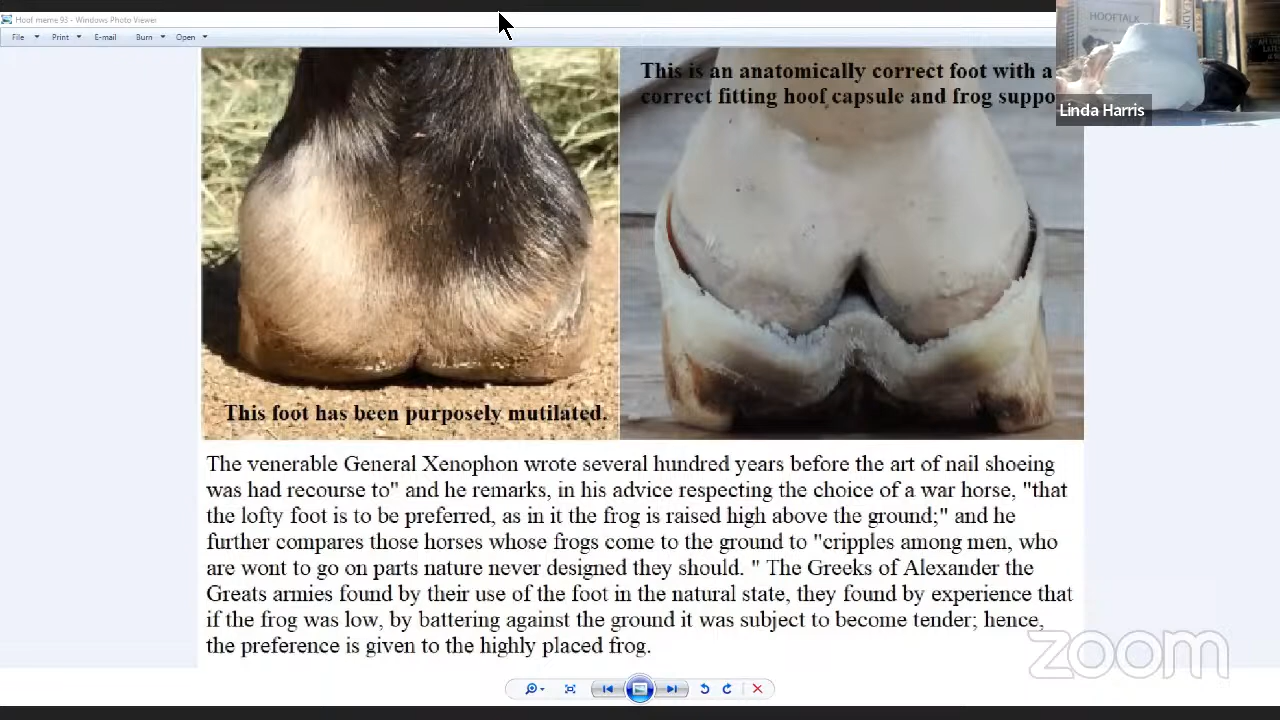 Hoof meme 93 - Windows Photo Viewer
File Print E-mail Burn Open
HOOFTALK
Linda Harris
This is an anatomically correct foot with a
correct fitting hoof capsule and frog suppo
This foot has been purposely mutilated.
The venerable General Xenophon wrote several hundred years before the art of nail shoeing
was had recourse to" and he remarks, in his advice respecting the choice of a war horse, "that
the lofty foot is to be preferred, as in it the frog is raised high above the ground;" and he
further compares those horses whose frogs come to the ground to "cripples among men, who
are wont to go on parts nature never designed they should. " The Greeks of Alexander the
Greats armies found by their use of the foot in the natural state, they found by experience that
if the frog was low, by battering against the ground it was subject to become tender; hence,
the preference is given to the highly placed frog.
zoom